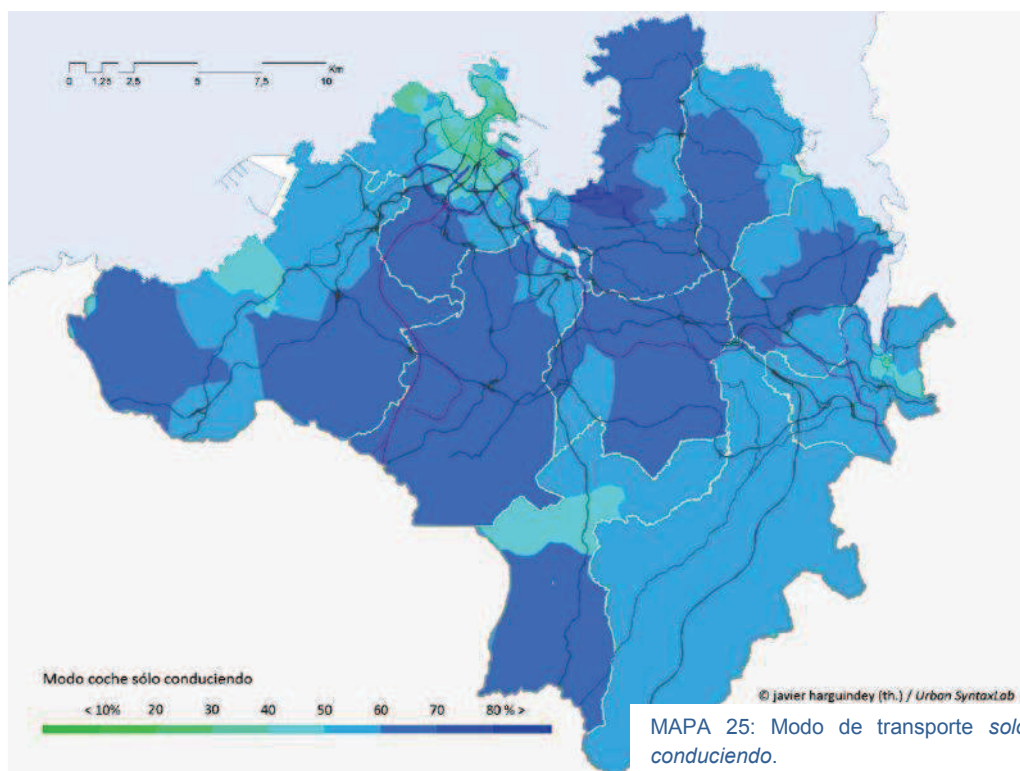 0 1,25 2,5 5 7,5 10
Km
Modo coche sólo conduciendo
< 10% 20 30 40 50 60 70 80 % >
© javier harguindey (th.) / Urban SyntaxLab
MAPA 25: Modo de transporte solo
conduciendo.